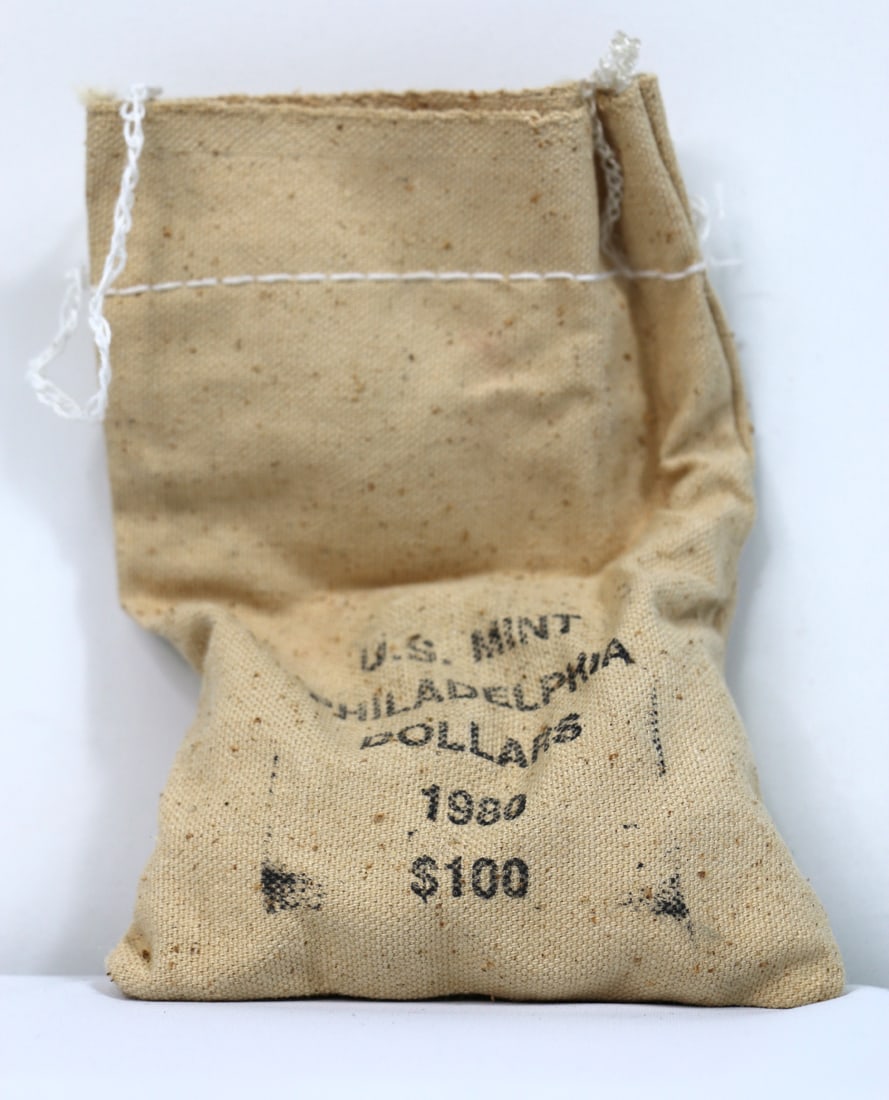 U.S. MINT
PHILADELPHIA
DOLLARS
1980
$100